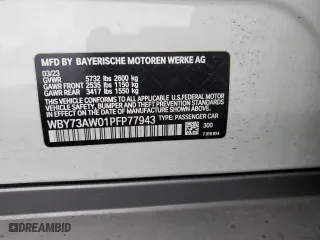 MFD BY BAYERISCHE MOTOREN WERKE AG
03/23
GVWR 5732 lbs 2600 kg
GAWR FRONT 2535 lbs 1150 kg
GAWR REAR 3417 lbs 1550 kg
THIS VEHICLE CONFORMS TO ALL APPLICABLE FEDERAL
MOTOR VEHICLE SAFETY, BUMPER, AND THEFT
PREVENTION STANDARDS IN EFFECT ON THE DATE OF
MANUFACTURE SHOWN ABOVE.
WBY73AW01PFP77943 TYPE: PASSENGER CAR
300
IDCARBRO.COM